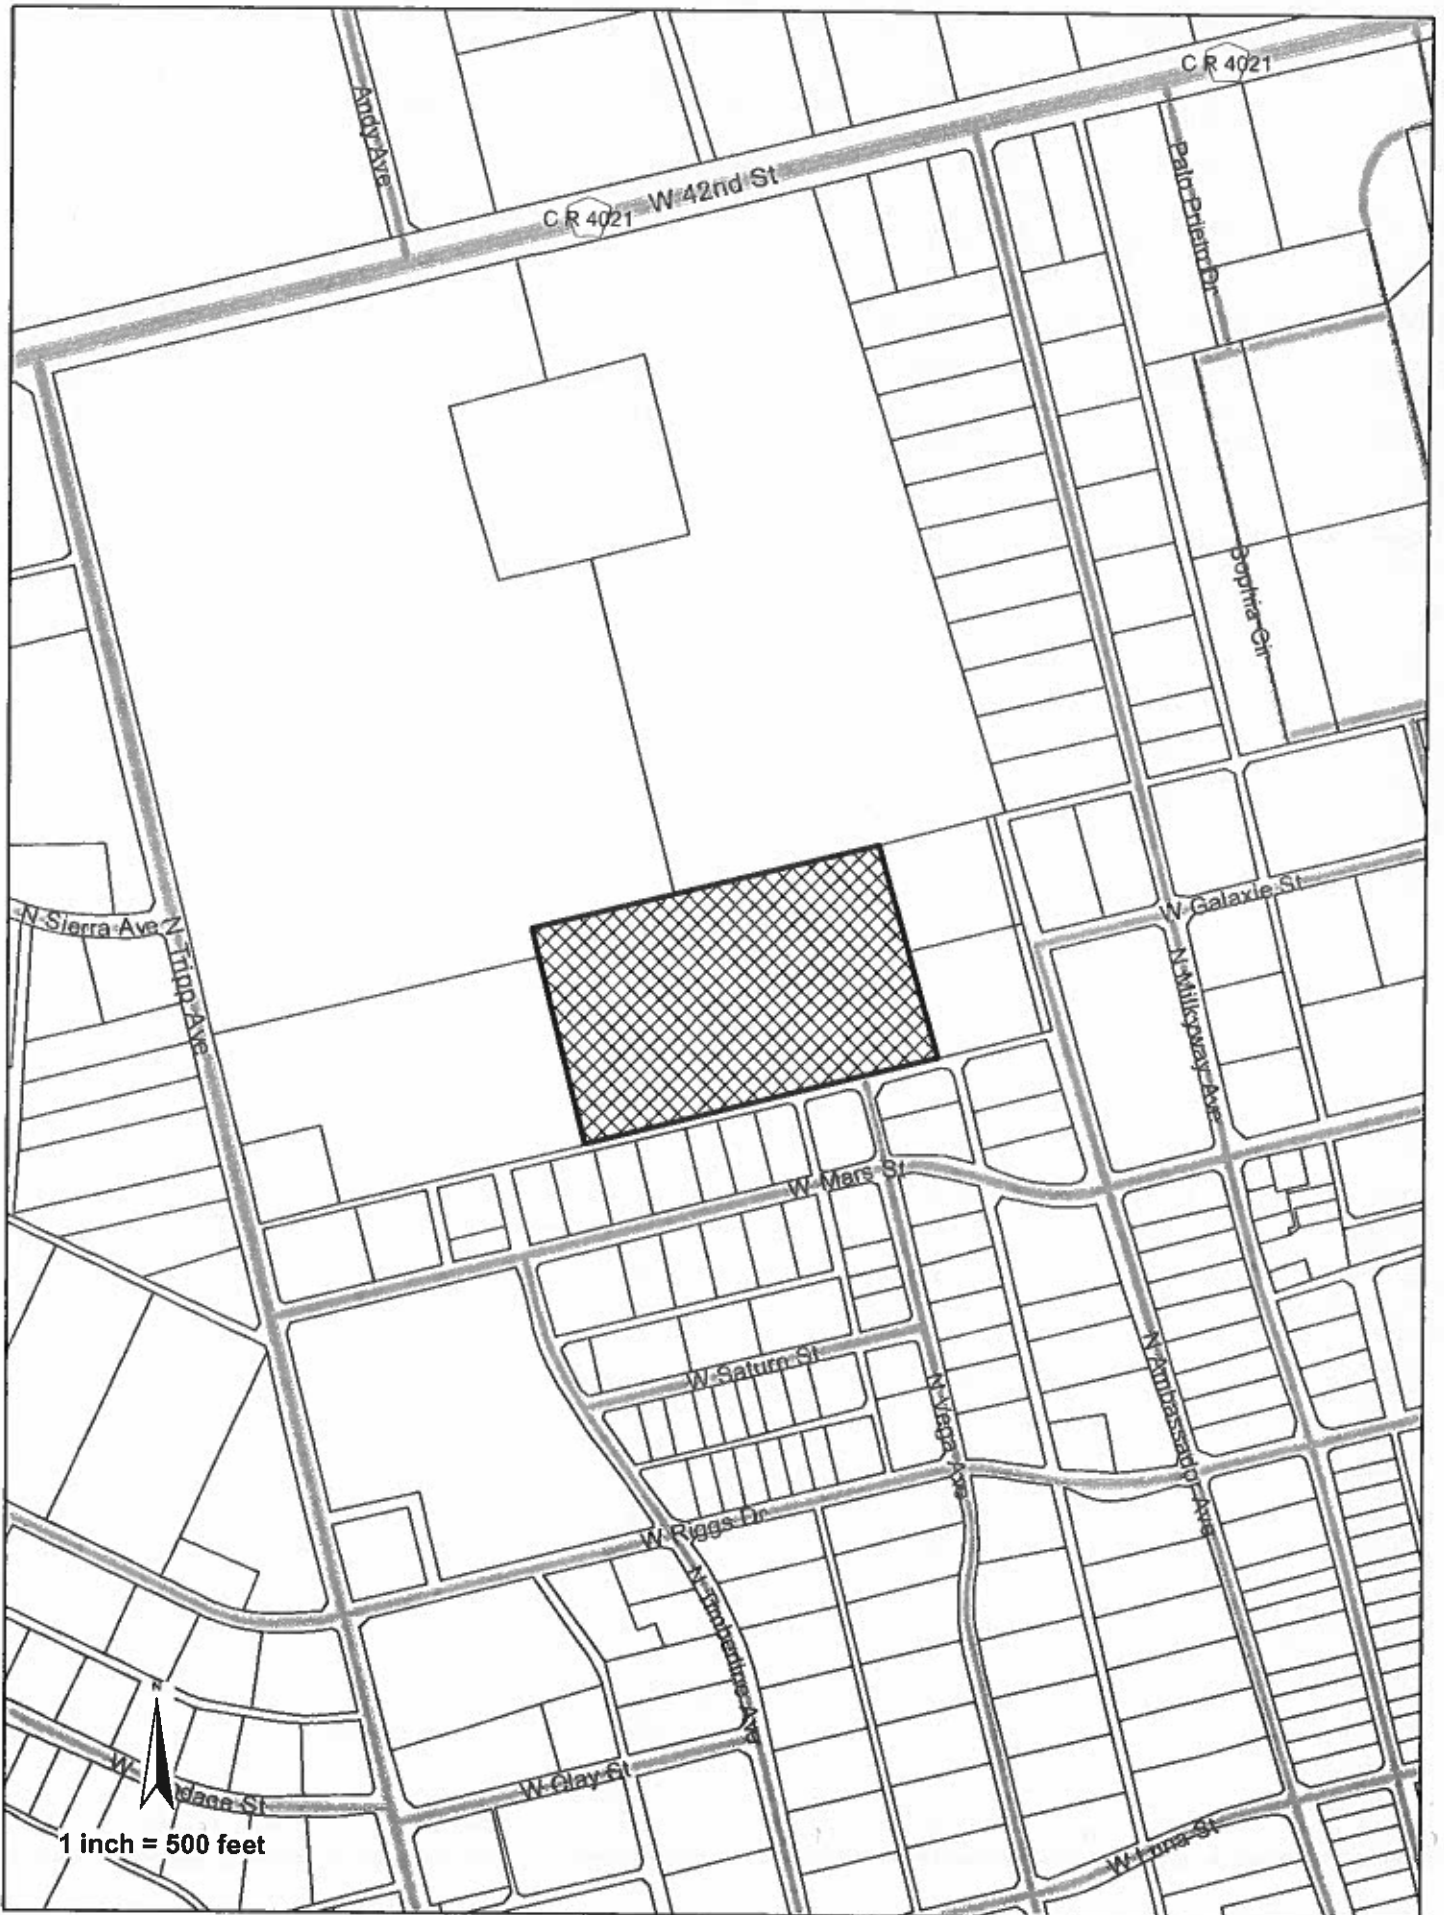 C R 4021
Andy Ave
Palo Prieto Dr
W 42nd St
C R 4021
Sophia Cir
W Galaxie St
N Sierra Ave
N Tripp Ave
N Milkyway Ave
W Mars St
W Saturn St
N Vega Ave
N Ambassador Ave
W Riggs Dr
N Timberline Ave
N
W
dace St
W Clay St
W Luna St
1 inch = 500 feet